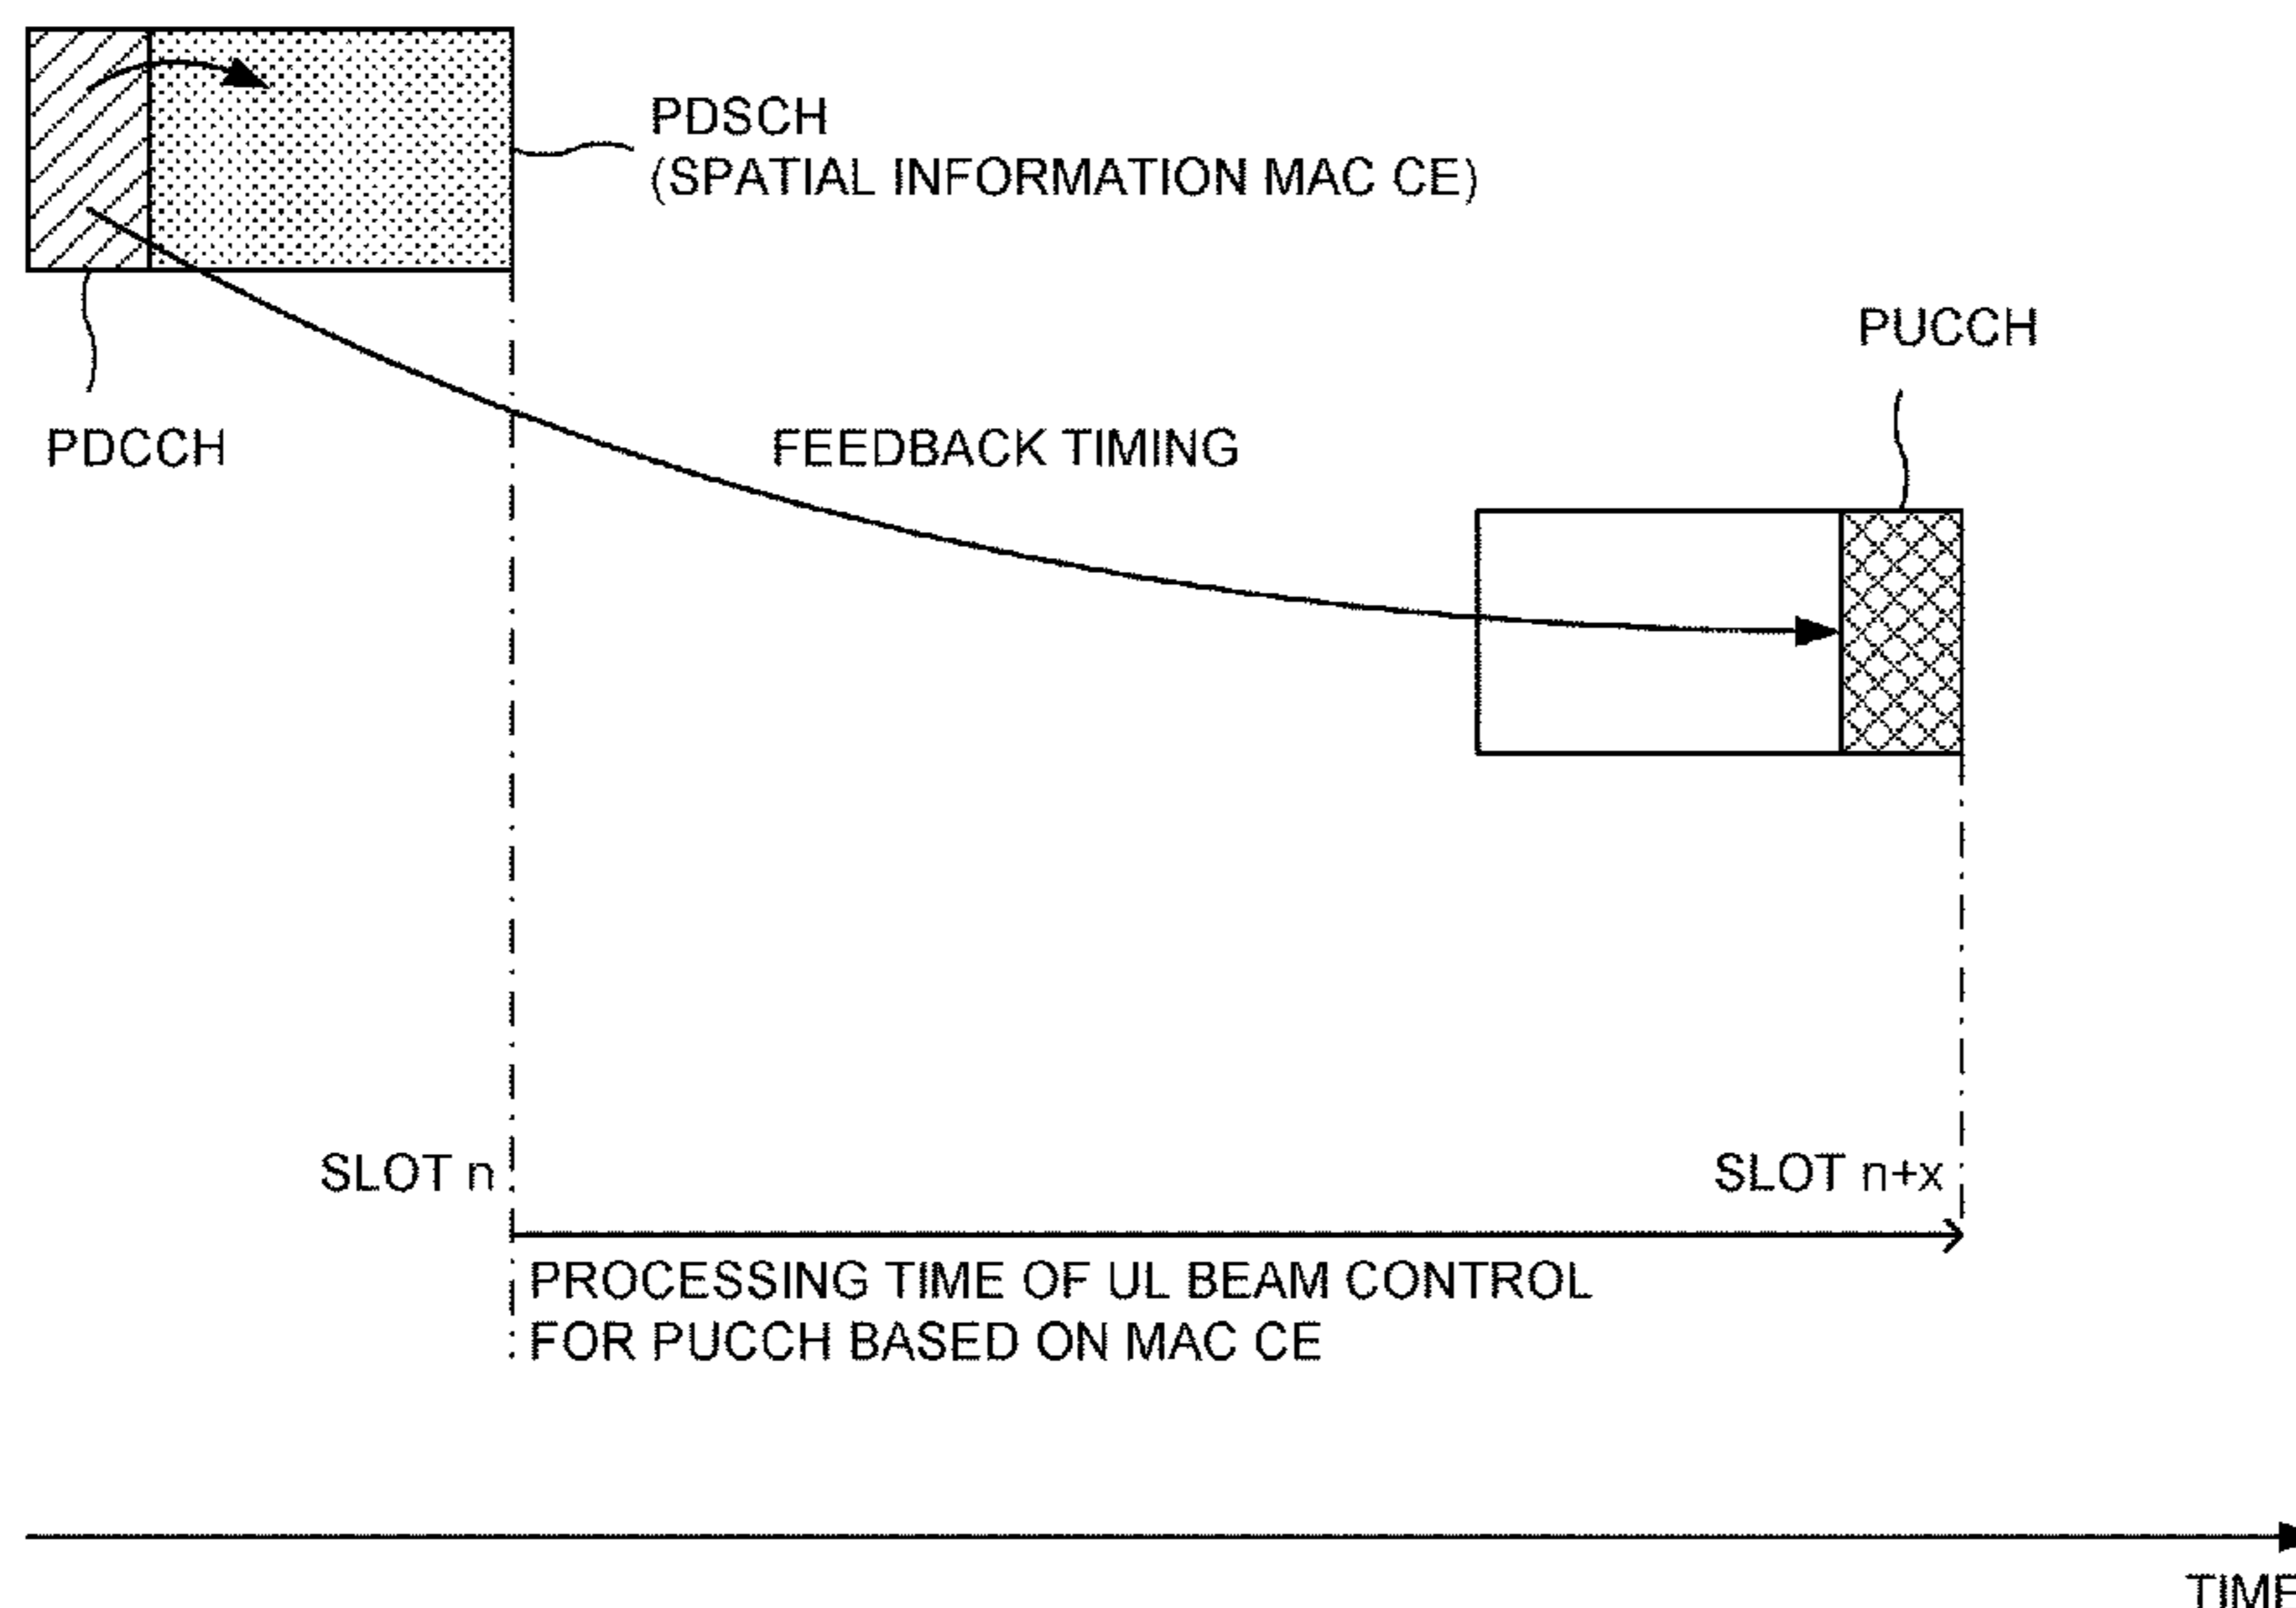 PDSCH
(SPATIAL INFORMATION MAC CE)
PUCCH
PDCCH
FEEDBACK TIMING
SLOT n
SLOT n+x
PROCESSING TIME OF UL BEAM CONTROL
FOR PUCCH BASED ON MAC CE
TIME